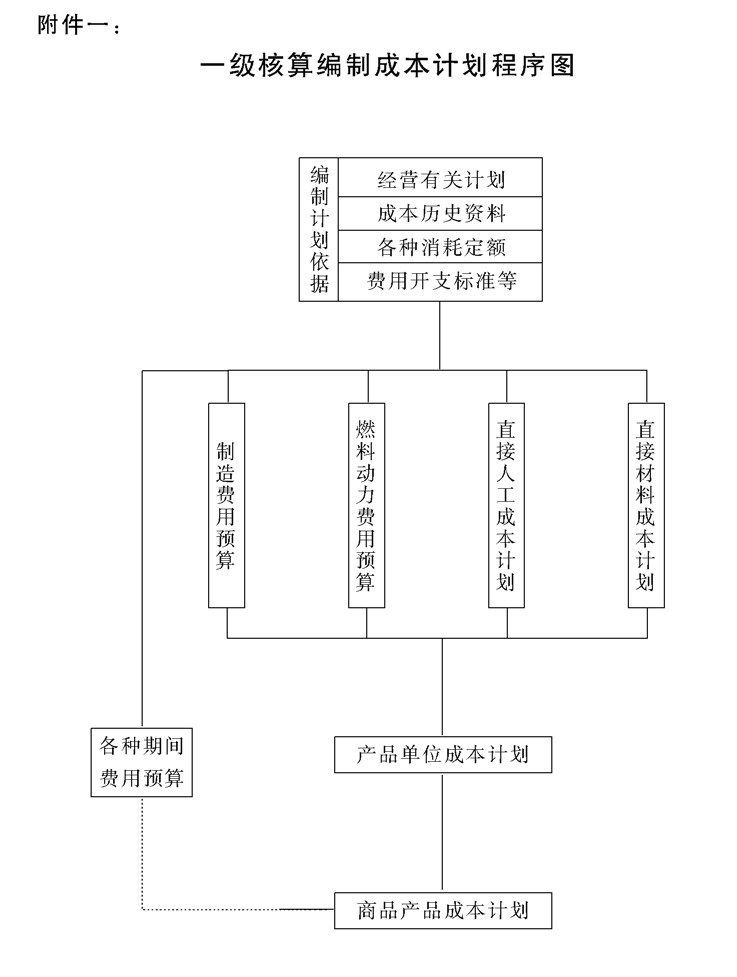 附件一：
一级核算编制成本计划程序图
编制计划依据
经营有关计划
成本历史资料
各种消耗定额
费用开支标准等
制造费用预算
燃料动力费用预算
直接人工成本计划
直接材料成本计划
各种期间
费用预算
产品单位成本计划
商品产品成本计划